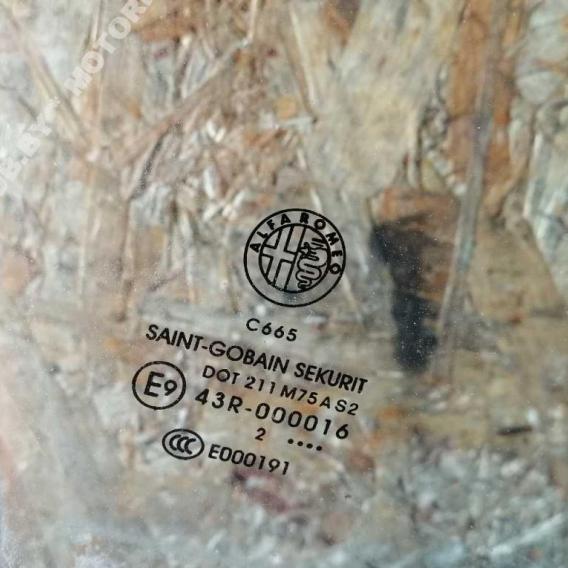 ALFA ROMEO
C665
SAINT-GOBAIN SEKURIT
DOT 211 M75 AS2
E9 43R-000016
2 ....
CCC E000191